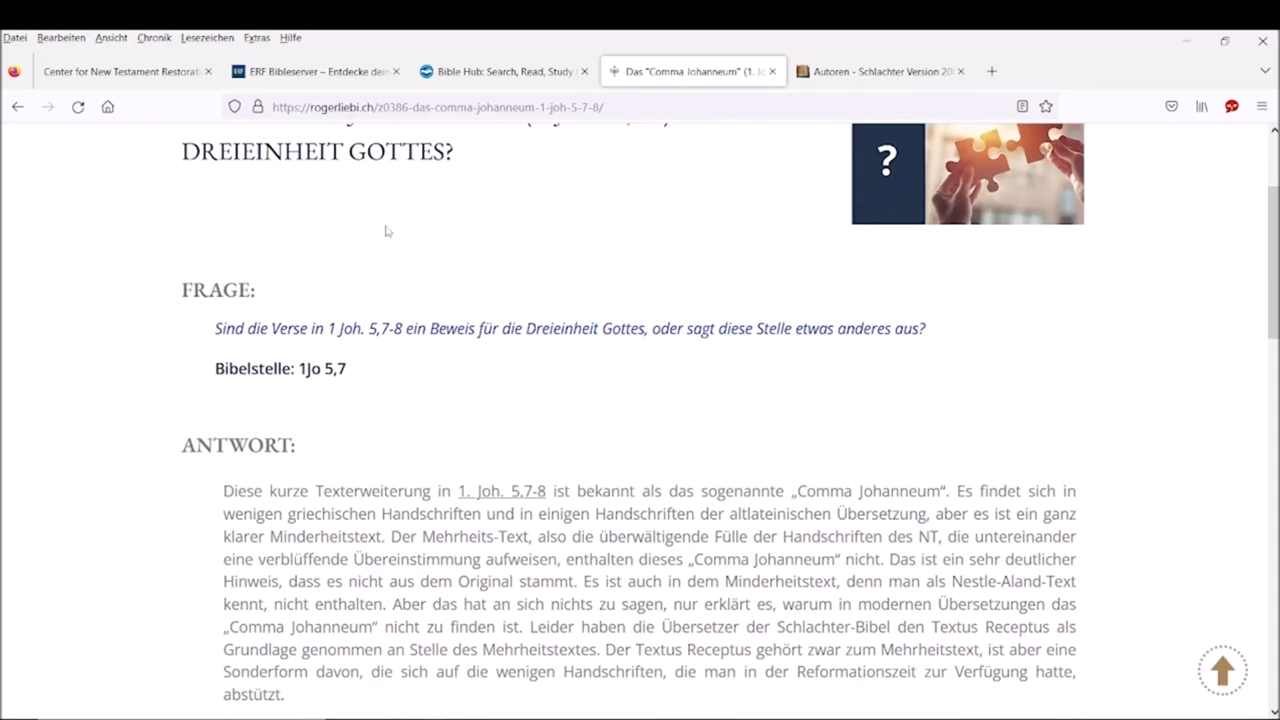 Datei Bearbeiten Ansicht Chronik Lesezeichen Extras Hilfe
Center for New Testament Restorati ERF Bibleserver – Entdecke dein Bible Hub: Search, Read, Study Das "Comma Johanneum" (1. Jo Autoren - Schlachter Version 20
https://rogerliebi.ch/z0386-das-comma-johanneum-1-joh-5-7-8/
DREIEINHEIT GOTTES?
?
FRAGE:
Sind die Verse in 1 Joh. 5,7-8 ein Beweis für die Dreieinheit Gottes, oder sagt diese Stelle etwas anderes aus?
Bibelstelle: 1Jo 5,7
ANTWORT:
Diese kurze Texterweiterung in 1. Joh. 5,7-8 ist bekannt als das sogenannte „Comma Johanneum“. Es findet sich in
wenigen griechischen Handschriften und in einigen Handschriften der altlateinischen Übersetzung, aber es ist ein ganz
klarer Minderheitstext. Der Mehrheits-Text, also die überwältigende Fülle der Handschriften des NT, die untereinander
eine verblüffende Übereinstimmung aufweisen, enthalten dieses „Comma Johanneum“ nicht. Das ist ein sehr deutlicher
Hinweis, dass es nicht aus dem Original stammt. Es ist auch in dem Minderheitstext, denn man als Nestle-Aland-Text
kennt, nicht enthalten. Aber das hat an sich nichts zu sagen, nur erklärt es, warum in modernen Übersetzungen das
„Comma Johanneum“ nicht zu finden ist. Leider haben die Übersetzer der Schlachter-Bibel den Textus Receptus als
Grundlage genommen an Stelle des Mehrheitstextes. Der Textus Receptus gehört zwar zum Mehrheitstext, ist aber eine
Sonderform davon, die sich auf die wenigen Handschriften, die man in der Reformationszeit zur Verfügung hatte,
abstützt.